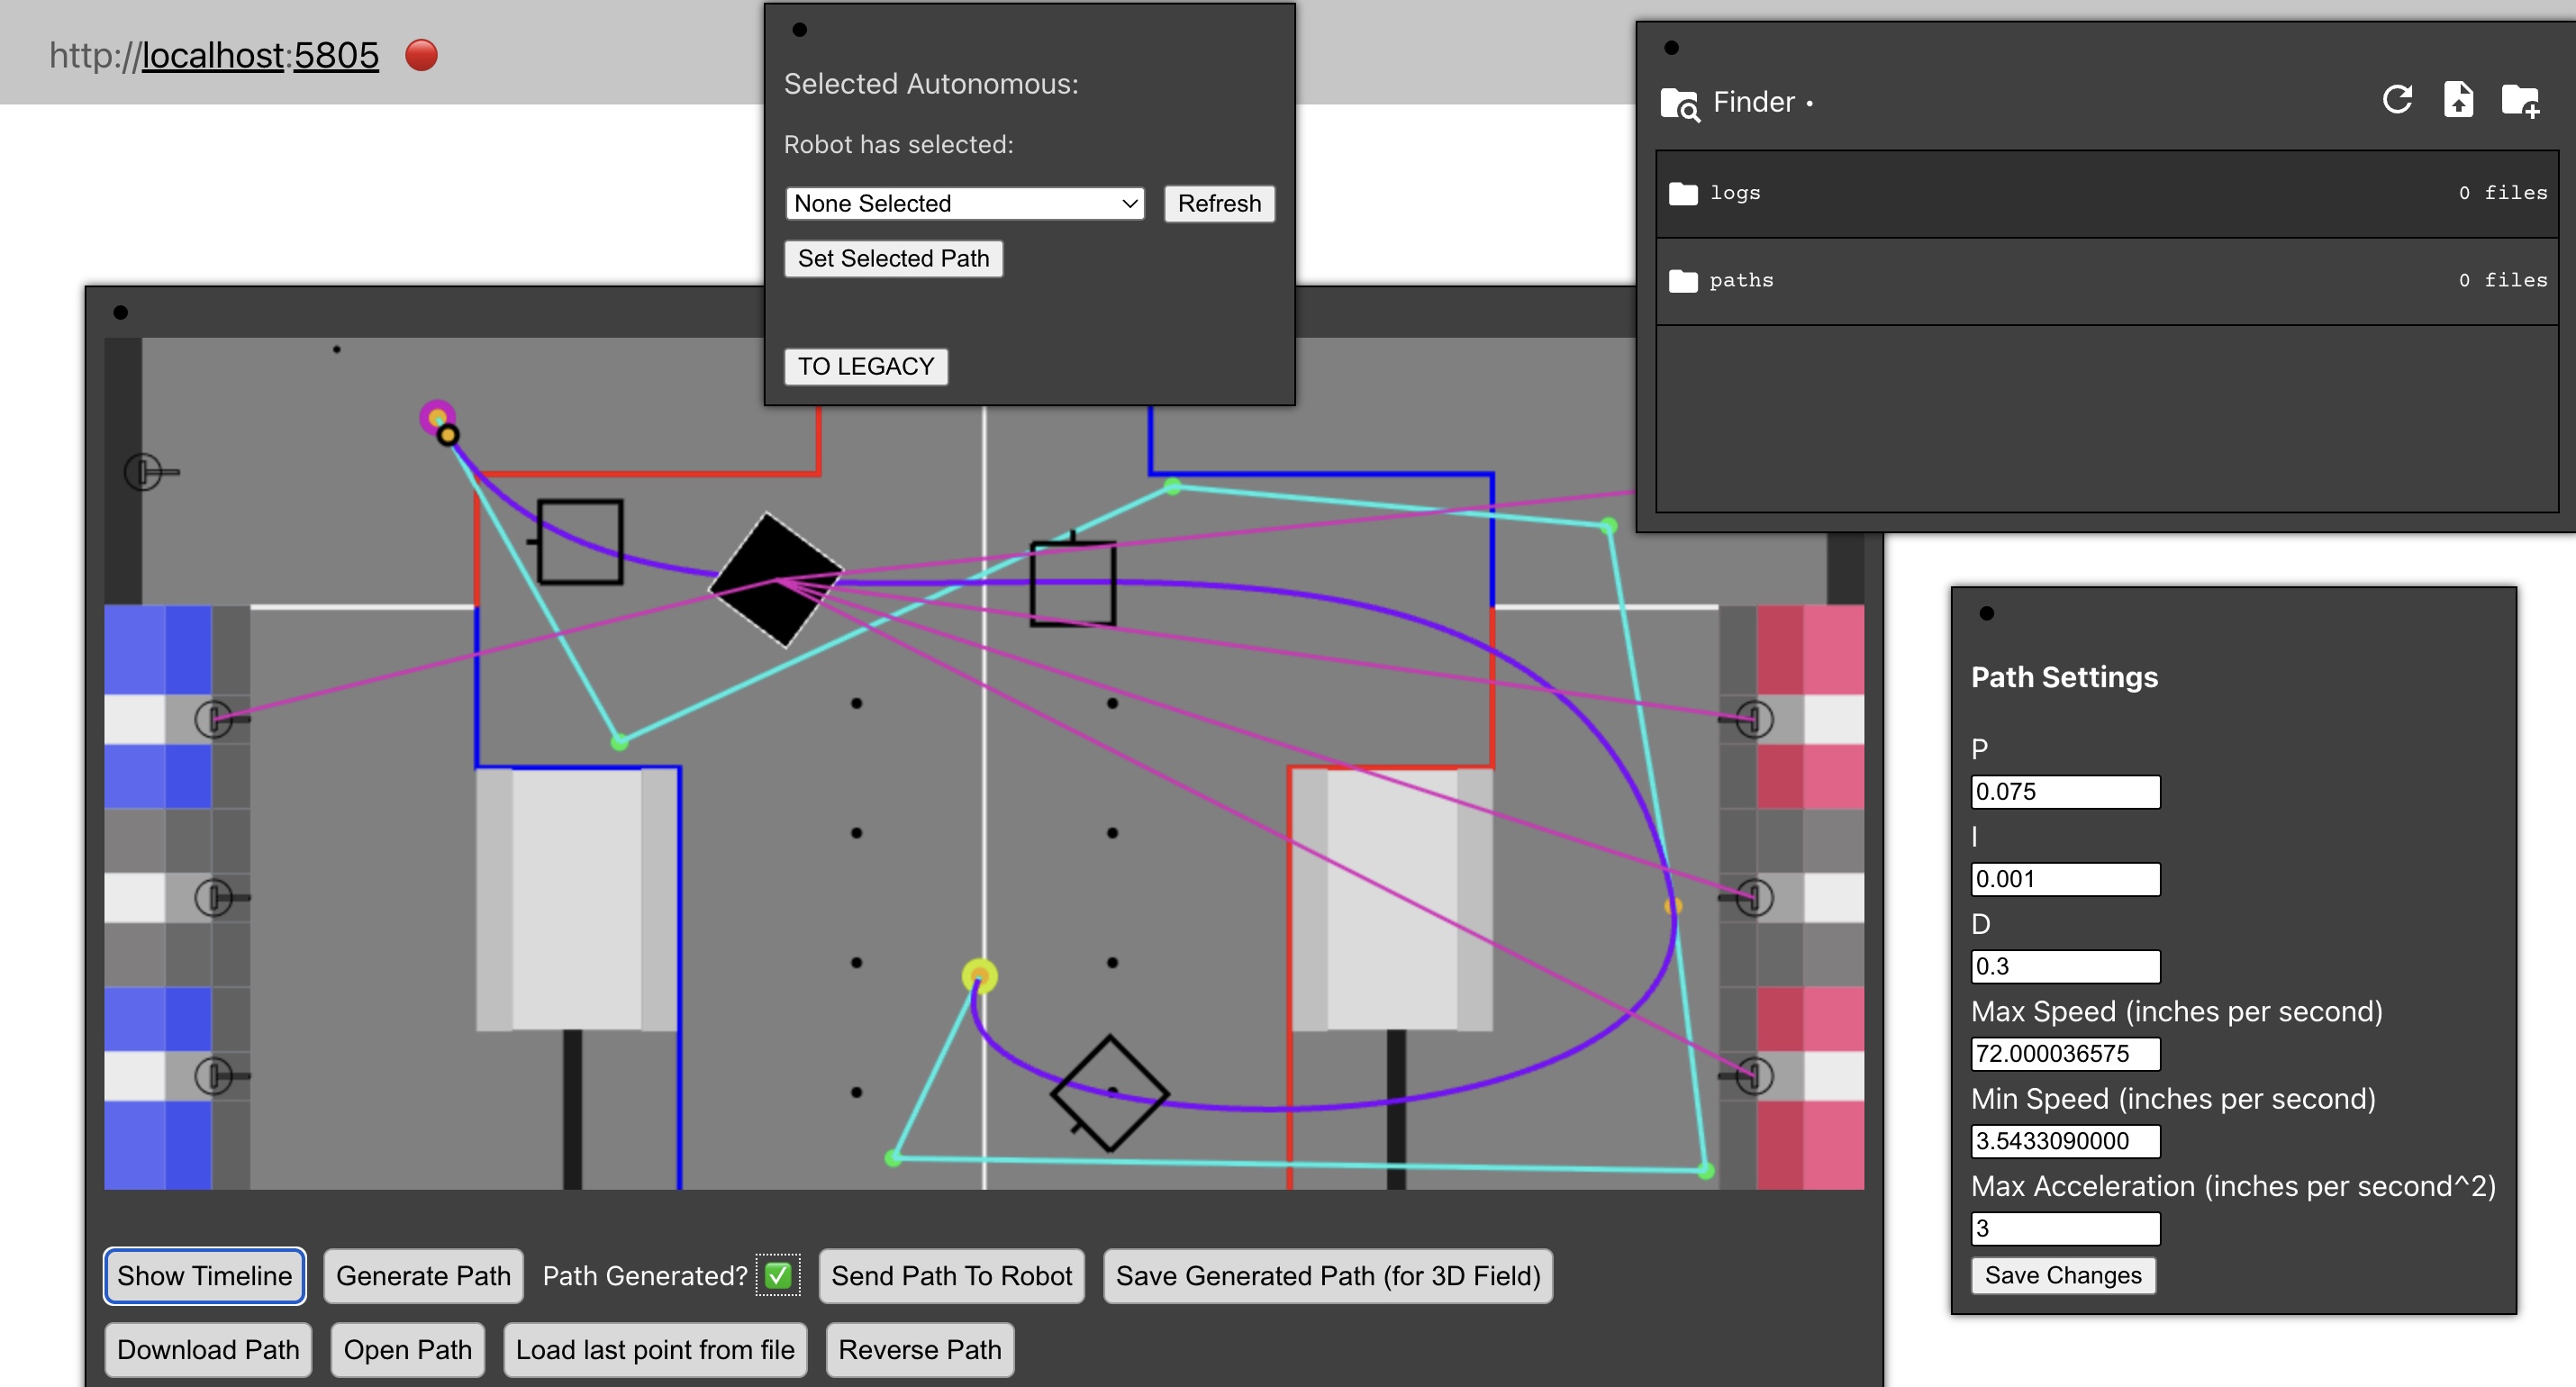 http://localhost:5805
Selected Autonomous:
Robot has selected:
None Selected
Refresh
Set Selected Path
TO LEGACY
Finder •
logs 0 files
paths 0 files
Path Settings
P
0.075
I
0.001
D
0.3
Max Speed (inches per second)
72.000036575
Min Speed (inches per second)
3.5433090000
Max Acceleration (inches per second^2)
3
Save Changes
Show Timeline Generate Path Path Generated? ✅ Send Path To Robot Save Generated Path (for 3D Field)
Download Path Open Path Load last point from file Reverse Path